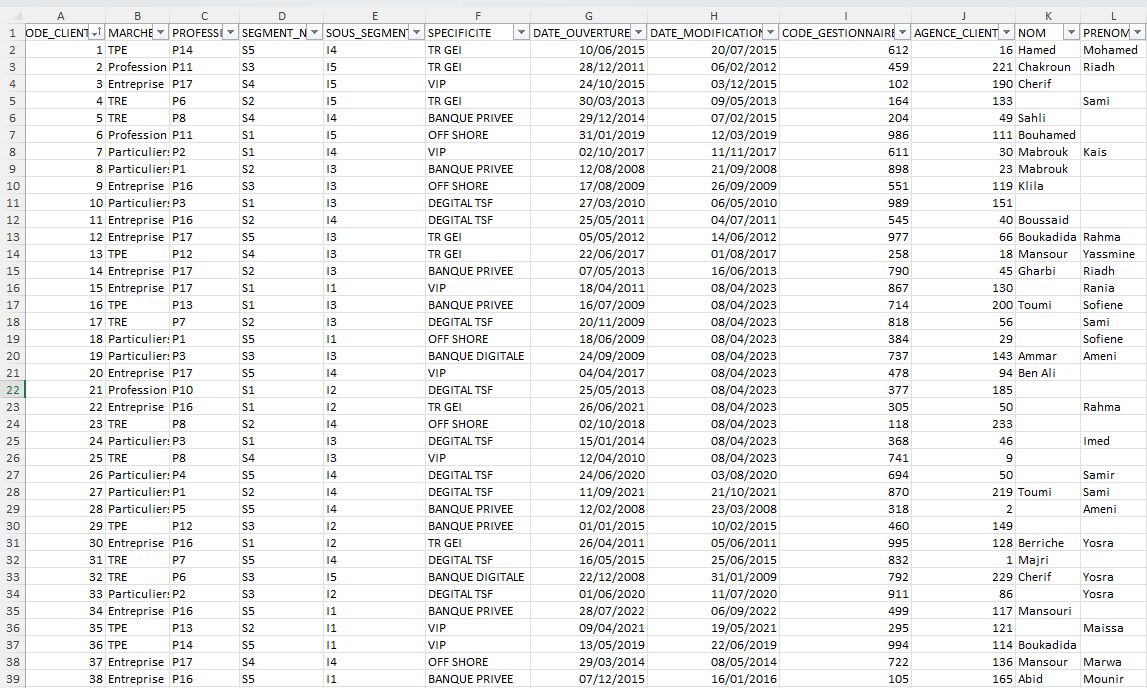 A B C D E F G H I J K L
1 ODE_CLIENT MARCHE PROFESSI SEGMENT_N SOUS_SEGMENT SPECIFICITE DATE_OUVERTURE DATE_MODIFICATION CODE_GESTIONNAIRE AGENCE_CLIENT NOM PRENOM
2 1 TPE P14 S5 I4 TR GEI 10/06/2015 20/07/2015 612 16 Hamed Mohamed
3 2 Profession P11 S3 I5 TR GEI 28/12/2011 06/02/2012 459 221 Chakroun Riadh
4 3 Entreprise P17 S4 I5 VIP 24/10/2015 03/12/2015 102 190 Cherif
5 4 TRE P6 S2 I5 TR GEI 30/03/2013 09/05/2013 164 133 Sami
6 5 TRE P8 S4 I4 BANQUE PRIVEE 29/12/2014 07/02/2015 204 49 Sahli
7 6 Profession P11 S1 I5 OFF SHORE 31/01/2019 12/03/2019 986 111 Bouhamed
8 7 Particuliers P2 S1 I4 VIP 02/10/2017 11/11/2017 611 30 Mabrouk Kais
9 8 Particuliers P1 S2 I3 BANQUE PRIVEE 12/08/2008 21/09/2008 898 23 Mabrouk
10 9 Entreprise P16 S3 I3 OFF SHORE 17/08/2009 26/09/2009 551 119 Klila
11 10 Particuliers P3 S1 I3 DEGITAL TSF 27/03/2010 06/05/2010 989 151
12 11 Entreprise P16 S2 I4 DEGITAL TSF 25/05/2011 04/07/2011 545 40 Boussaid
13 12 Entreprise P17 S5 I3 TR GEI 05/05/2012 14/06/2012 977 66 Boukadida Rahma
14 13 TPE P12 S4 I3 TR GEI 22/06/2017 01/08/2017 258 18 Mansour Yassmine
15 14 Entreprise P17 S2 I3 BANQUE PRIVEE 07/05/2013 16/06/2013 790 45 Gharbi Riadh
16 15 Entreprise P17 S1 I1 VIP 18/04/2011 08/04/2023 867 130 Rania
17 16 TPE P13 S1 I3 BANQUE PRIVEE 16/07/2009 08/04/2023 714 200 Toumi Sofiene
18 17 TRE P7 S2 I3 DEGITAL TSF 20/11/2009 08/04/2023 818 56 Sami
19 18 Particuliers P1 S5 I1 OFF SHORE 18/06/2009 08/04/2023 384 29 Sofiene
20 19 Particuliers P3 S3 I3 BANQUE DIGITALE 24/09/2009 08/04/2023 737 143 Ammar Ameni
21 20 Entreprise P17 S5 I4 VIP 04/04/2017 08/04/2023 478 94 Ben Ali
22 21 Profession P10 S1 I2 DEGITAL TSF 25/05/2013 08/04/2023 377 185
23 22 Entreprise P16 S1 I2 TR GEI 26/06/2021 08/04/2023 305 50 Rahma
24 23 TRE P8 S2 I4 OFF SHORE 02/10/2018 08/04/2023 118 233
25 24 Particuliers P3 S1 I3 DEGITAL TSF 15/01/2014 08/04/2023 368 46 Imed
26 25 TRE P8 S4 I3 VIP 12/04/2010 08/04/2023 741 9
27 26 Particuliers P4 S5 I4 DEGITAL TSF 24/06/2020 03/08/2020 694 50 Samir
28 27 Particuliers P1 S2 I4 DEGITAL TSF 11/09/2021 21/10/2021 870 219 Toumi Sami
29 28 Particuliers P5 S5 I4 BANQUE PRIVEE 12/02/2008 23/03/2008 318 2 Ameni
30 29 TPE P12 S3 I2 BANQUE PRIVEE 01/01/2015 10/02/2015 460 149
31 30 Entreprise P16 S1 I2 TR GEI 26/04/2011 05/06/2011 995 128 Berriche Yosra
32 31 TRE P7 S5 I4 DEGITAL TSF 16/05/2015 25/06/2015 832 1 Majri
33 32 TRE P6 S3 I5 BANQUE DIGITALE 22/12/2008 31/01/2009 792 229 Cherif Yosra
34 33 Particuliers P2 S3 I2 DEGITAL TSF 01/06/2020 11/07/2020 911 86 Yosra
35 34 Entreprise P16 S5 I1 BANQUE PRIVEE 28/07/2022 06/09/2022 499 117 Mansouri
36 35 TPE P13 S2 I1 VIP 09/04/2021 19/05/2021 295 121 Maissa
37 36 TPE P14 S5 I1 VIP 13/05/2019 22/06/2019 994 114 Boukadida
38 37 Entreprise P17 S4 I4 OFF SHORE 29/03/2014 08/05/2014 722 136 Mansour Marwa
39 38 Entreprise P16 S5 I1 BANQUE PRIVEE 07/12/2015 16/01/2016 105 165 Abid Mounir